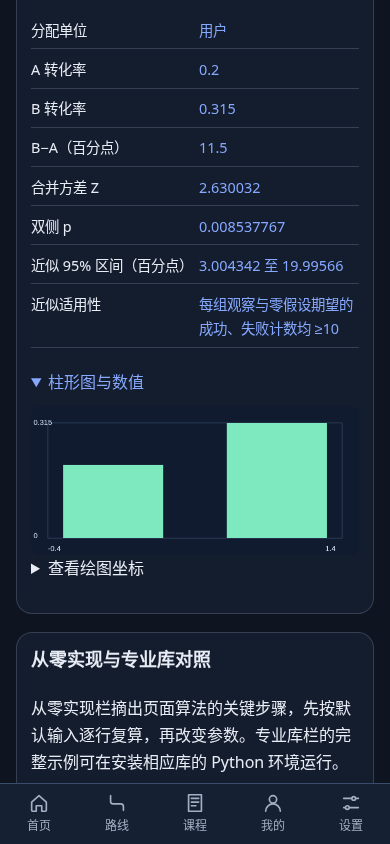 分配单位 用户
A 转化率 0.2
B 转化率 0.315
B−A（百分点） 11.5
合并方差 Z 2.630032
双侧 p 0.008537767
近似 95% 区间（百分点） 3.004342 至 19.99566
近似适用性 每组观察与零假设期望的
成功、失败计数均 ≥10
▼ 柱形图与数值
0.315
0
-0.4 1.4
▶ 查看绘图坐标
从零实现与专业库对照
从零实现栏摘出页面算法的关键步骤，先按默
认输入逐行复算，再改变参数。专业库栏的完
整示例可在安装相应库的 Python 环境运行。
首页 路线 课程 我的 设置